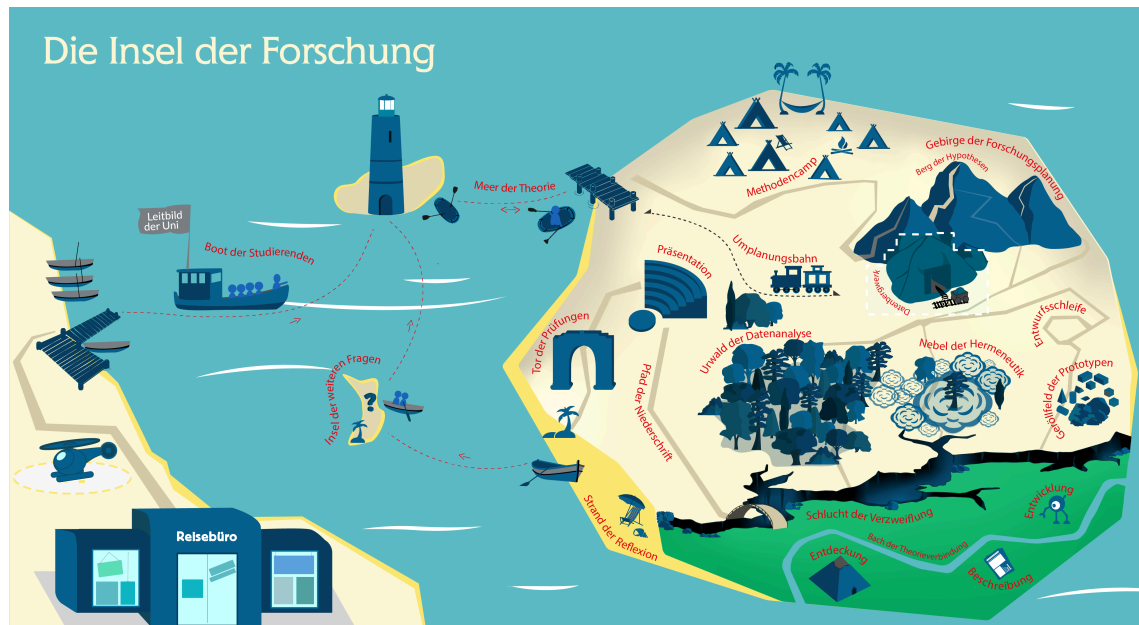 Die Insel der Forschung
Leitbild
der Uni
Boot der Studierenden
Meer der Theorie
Methodencamp
Gebirge der Forschungsplanung
Berg der Hypothesen
Umplanungsbahn
Datenbergwerk
Präsentation
Tor der Prüfungen
Pfad der Niederschrift
Urwald der Datenanalyse
Nebel der Hermeneutik
Entwurfsschleife
Geröllfeld der Prototypen
Insel der weiteren Fragen
?
Strand der Reflexion
Schlucht der Verzweiflung
Entwicklung
Bach der Theorieverbindung
Entdeckung
Beschreibung
Reisebüro